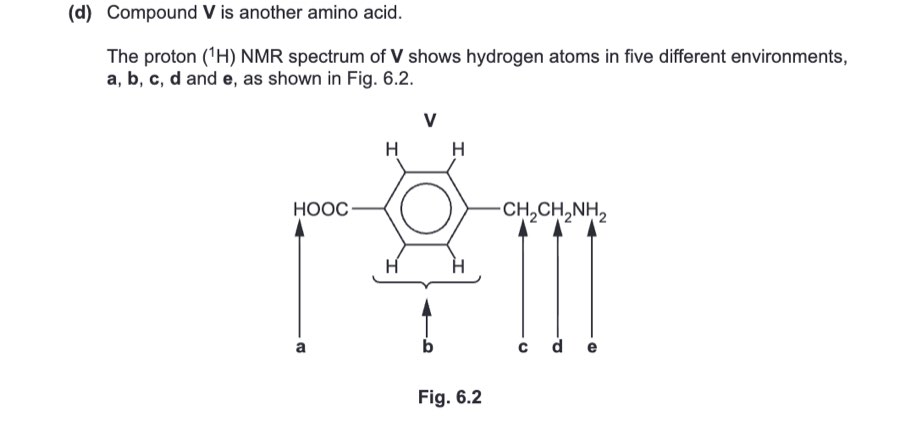 (d) Compound V is another amino acid.
The proton (¹H) NMR spectrum of V shows hydrogen atoms in five different environments,
a, b, c, d and e, as shown in Fig. 6.2.
V
H H
HOOC CH₂CH₂NH₂
H H
a b c d e
Fig. 6.2